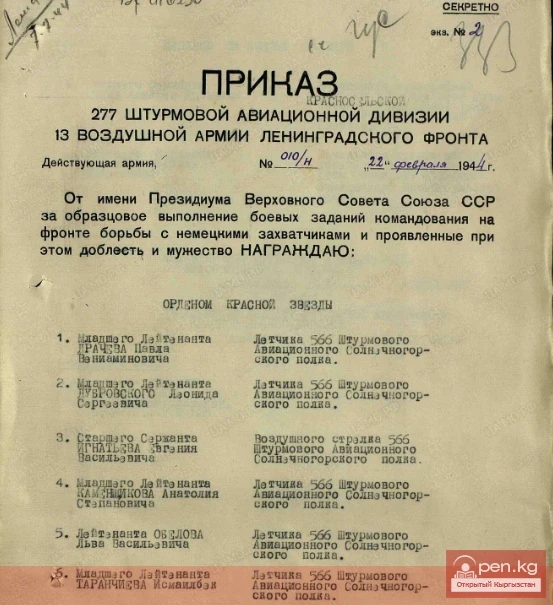 СЕКРЕТНО
экз. № 2
ПРИКАЗ
КРАСНОСЕЛЬСКОЙ
277 ШТУРМОВОЙ АВИАЦИОННОЙ ДИВИЗИИ
13 ВОЗДУШНОЙ АРМИИ ЛЕНИНГРАДСКОГО ФРОНТА
Действующая армия, № 010/н „22" февраля 1944 г.
От имени Президиума Верховного Совета Союза ССР
за образцовое выполнение боевых заданий командования на
фронте борьбы с немецкими захватчиками и проявленные при
этом доблесть и мужество НАГРАЖДАЮ:
ОРДЕНОМ КРАСНОЙ ЗВЕЗДЫ
1. Младшего Лейтенанта Летчика 566 Штурмового
ДРАЧЕВА Павла Авиационного Солнечногор-
Вениаминовича ского полка.
2. Младшего Лейтенанта Летчика 566 Штурмового
ДУБРОВСКОГО Леонида Авиационного Солнечногор-
Сергеевича ского полка.
3. Старшего Сержанта Воздушного стрелка 566
ИГНАТЬЕВА Евгения Штурмового Авиационного
Васильевича Солнечногорского полка.
4. Младшего Лейтенанта Летчика 566 Штурмового
КАМЕНЩИКОВА Анатолия Авиационного Солнечногор-
Степановича ского полка.
5. Лейтенанта ОБЕЛОВА Летчика 566 Штурмового
Льва Васильевича Авиационного Солнечногор-
ского полка.
6. Младшего Лейтенанта Летчика 566 Штурмового
ТАРАНЧИЕВА Исмаилбек Авиационного Солнечногор-
ского полка.
Open.kg
Открытый Кыргызстан